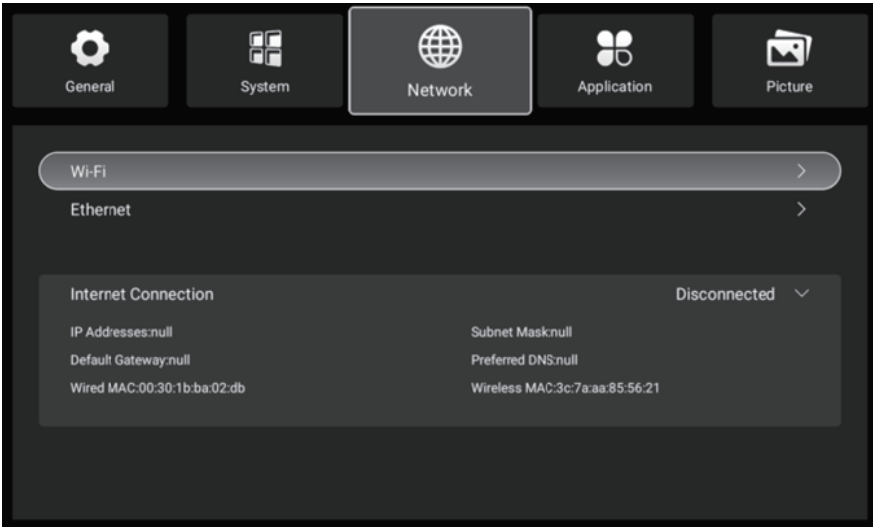 General System Network Application Picture
Wi-Fi
Ethernet
Internet Connection Disconnected
IP Addresses:null Subnet Mask:null
Default Gateway:null Preferred DNS:null
Wired MAC:00:30:1b:ba:02:db Wireless MAC:3c:7a:aa:85:56:21